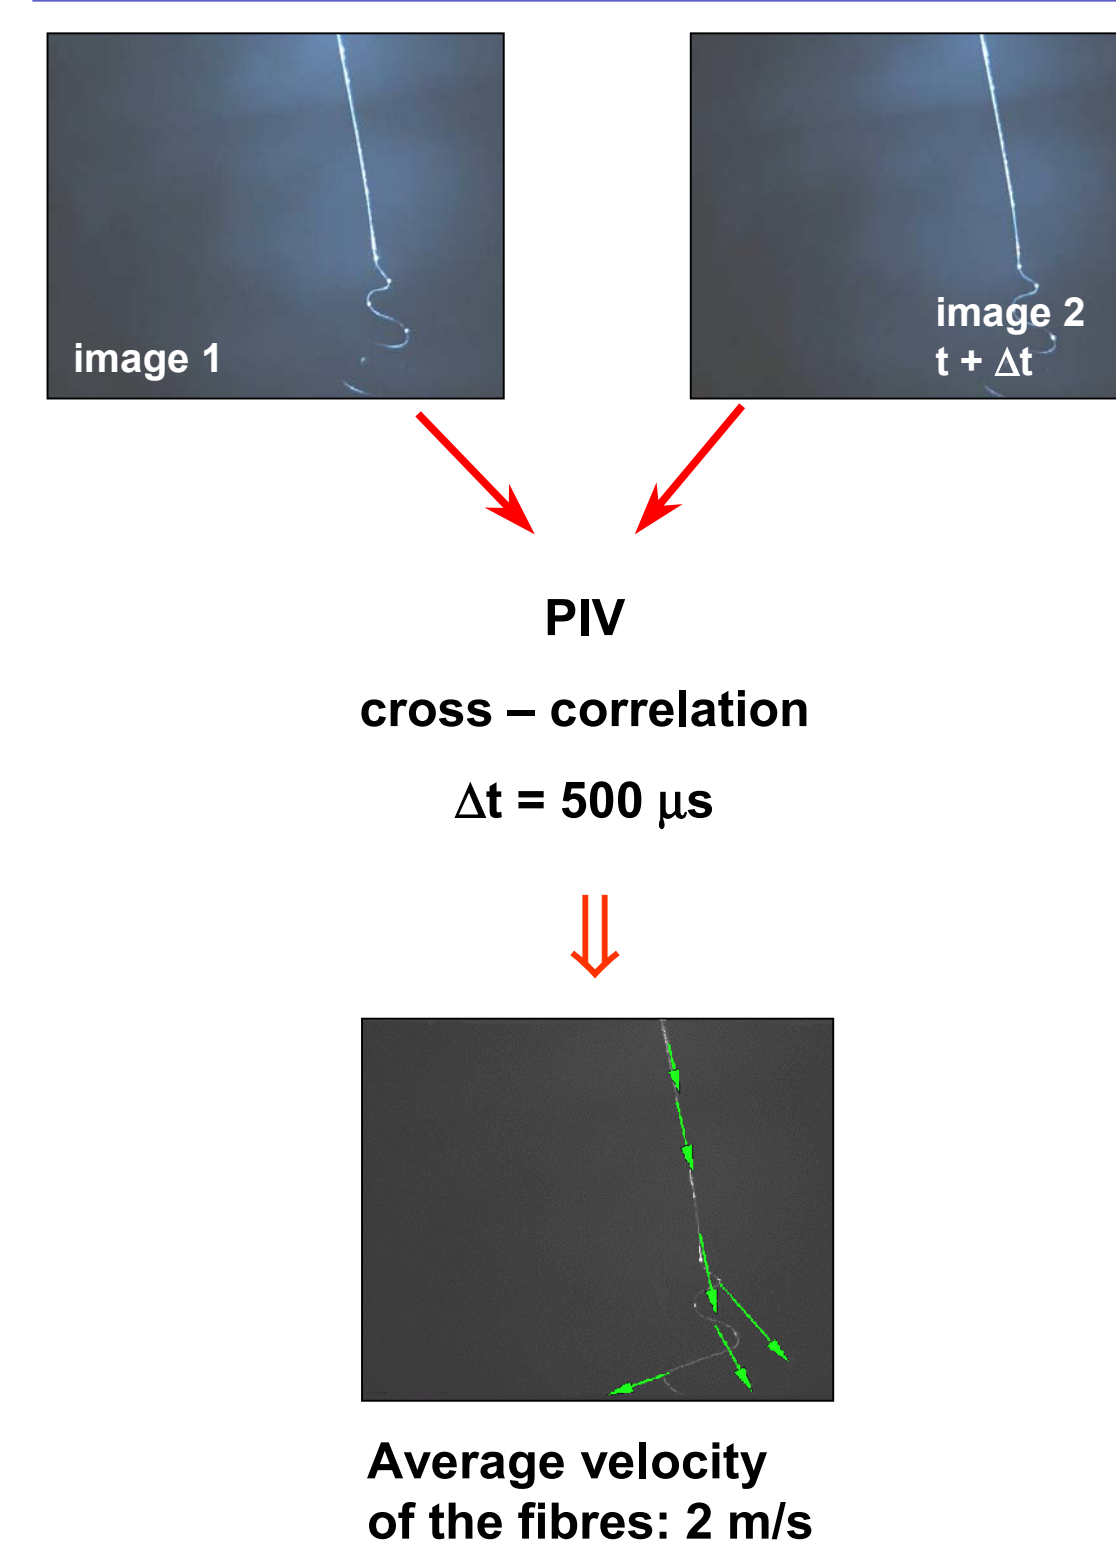 image 1
image 2
t + Δt
PIV
cross – correlation
Δt = 500 μs
Average velocity
of the fibres: 2 m/s